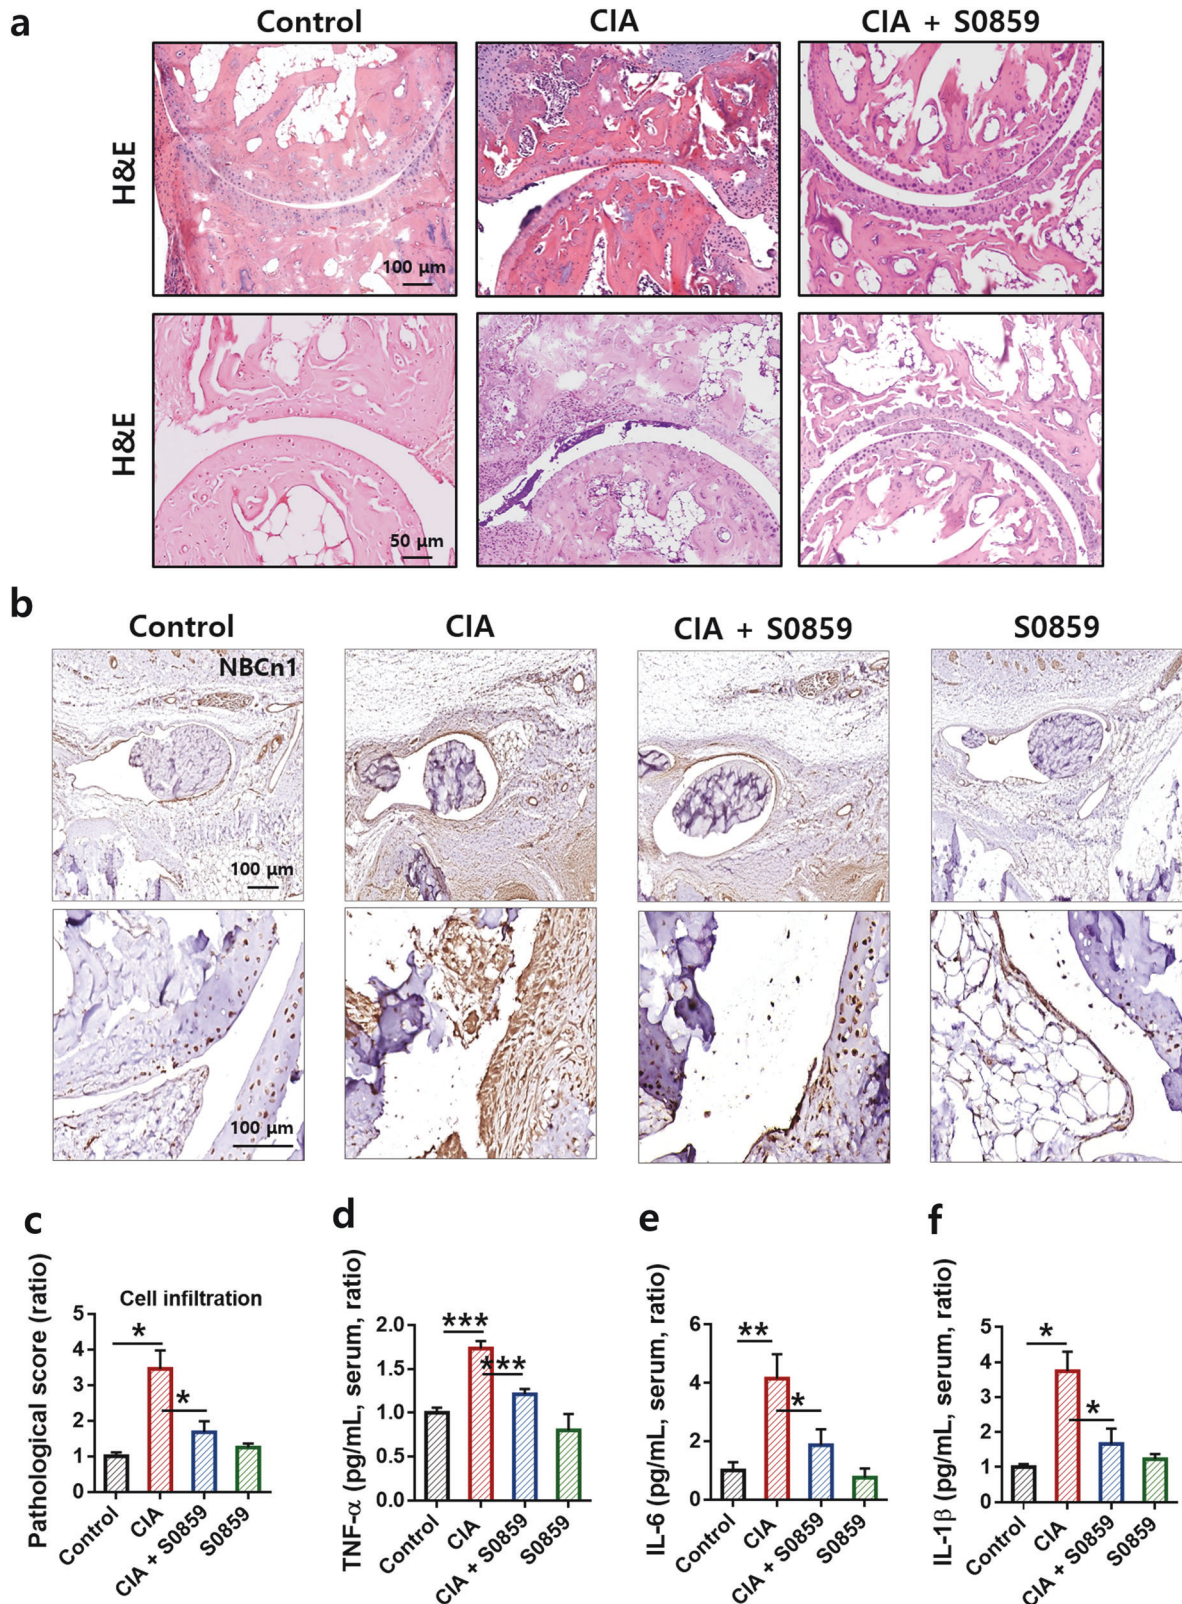 a
Control
CIA
CIA + S0859
H&E
100 μm
H&E
50 μm
b
Control
CIA
CIA + S0859
S0859
NBCn1
100 μm
100 μm
c
Pathological score (ratio)
Cell infiltration
5
4
3
2
1
0
*
*
Control
CIA
CIA + S0859
S0859
d
TNF-α (pg/mL, serum, ratio)
2.0
1.5
1.0
0.5
0.0
***
***
Control
CIA
CIA + S0859
S0859
e
IL-6 (pg/mL, serum, ratio)
6
4
2
0
**
*
Control
CIA
CIA + S0859
S0859
f
IL-1β (pg/mL, serum, ratio)
5
4
3
2
1
0
*
*
Control
CIA
CIA + S0859
S0859